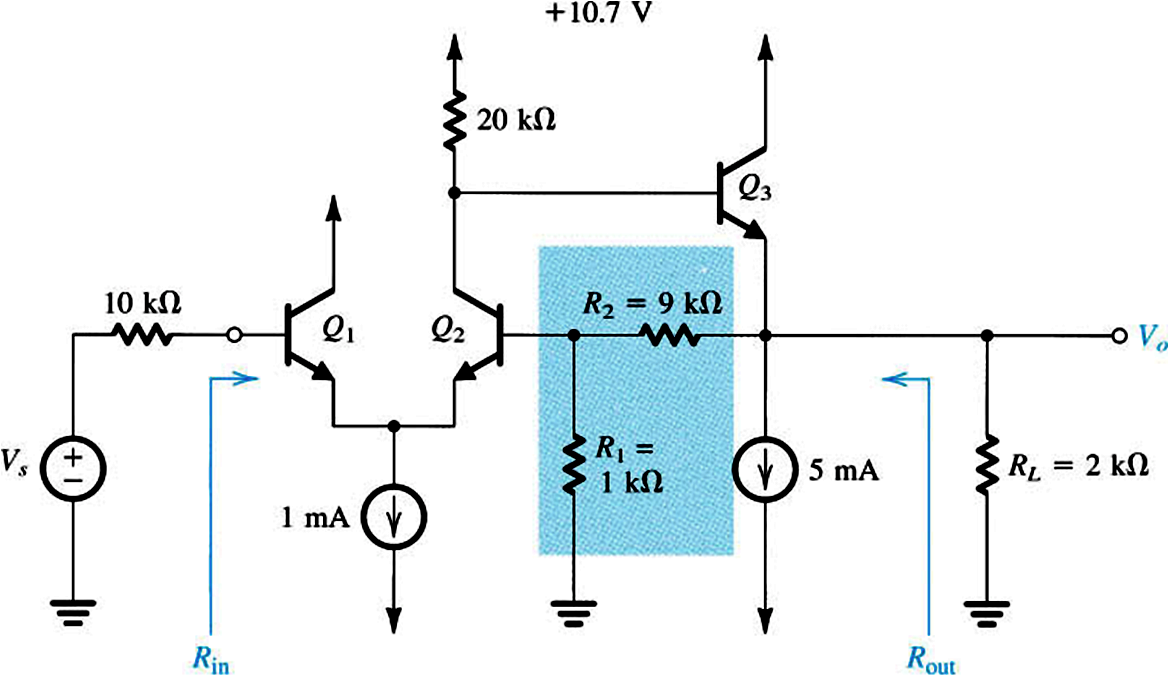 +10.7 V
20 kΩ
Q3
10 kΩ
Q1
Q2
R2 = 9 kΩ
Vo
Vs
+
−
R1 =
1 kΩ
5 mA
RL = 2 kΩ
1 mA
Rin
Rout